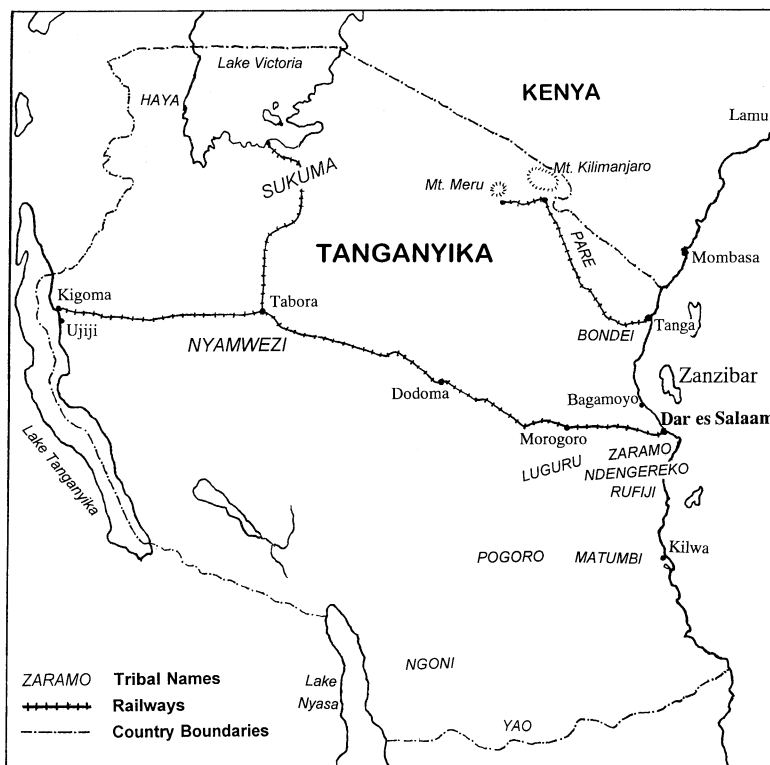 Lake Victoria
HAYA
KENYA
Lamu
SUKUMA
Mt. Meru
Mt. Kilimanjaro
TANGANYIKA
PARE
Mombasa
Kigoma
Ujiji
Tabora
NYAMWEZI
BONDEI
Tanga
Zanzibar
Dodoma
Bagamoyo
Dar es Salaam
Morogoro
LUGURU
ZARAMO
NDENGEREKO
RUFIJI
Lake Tanganyika
POGORO
MATUMBI
Kilwa
NGONI
Lake
Nyasa
YAO
ZARAMO Tribal Names
Railways
Country Boundaries